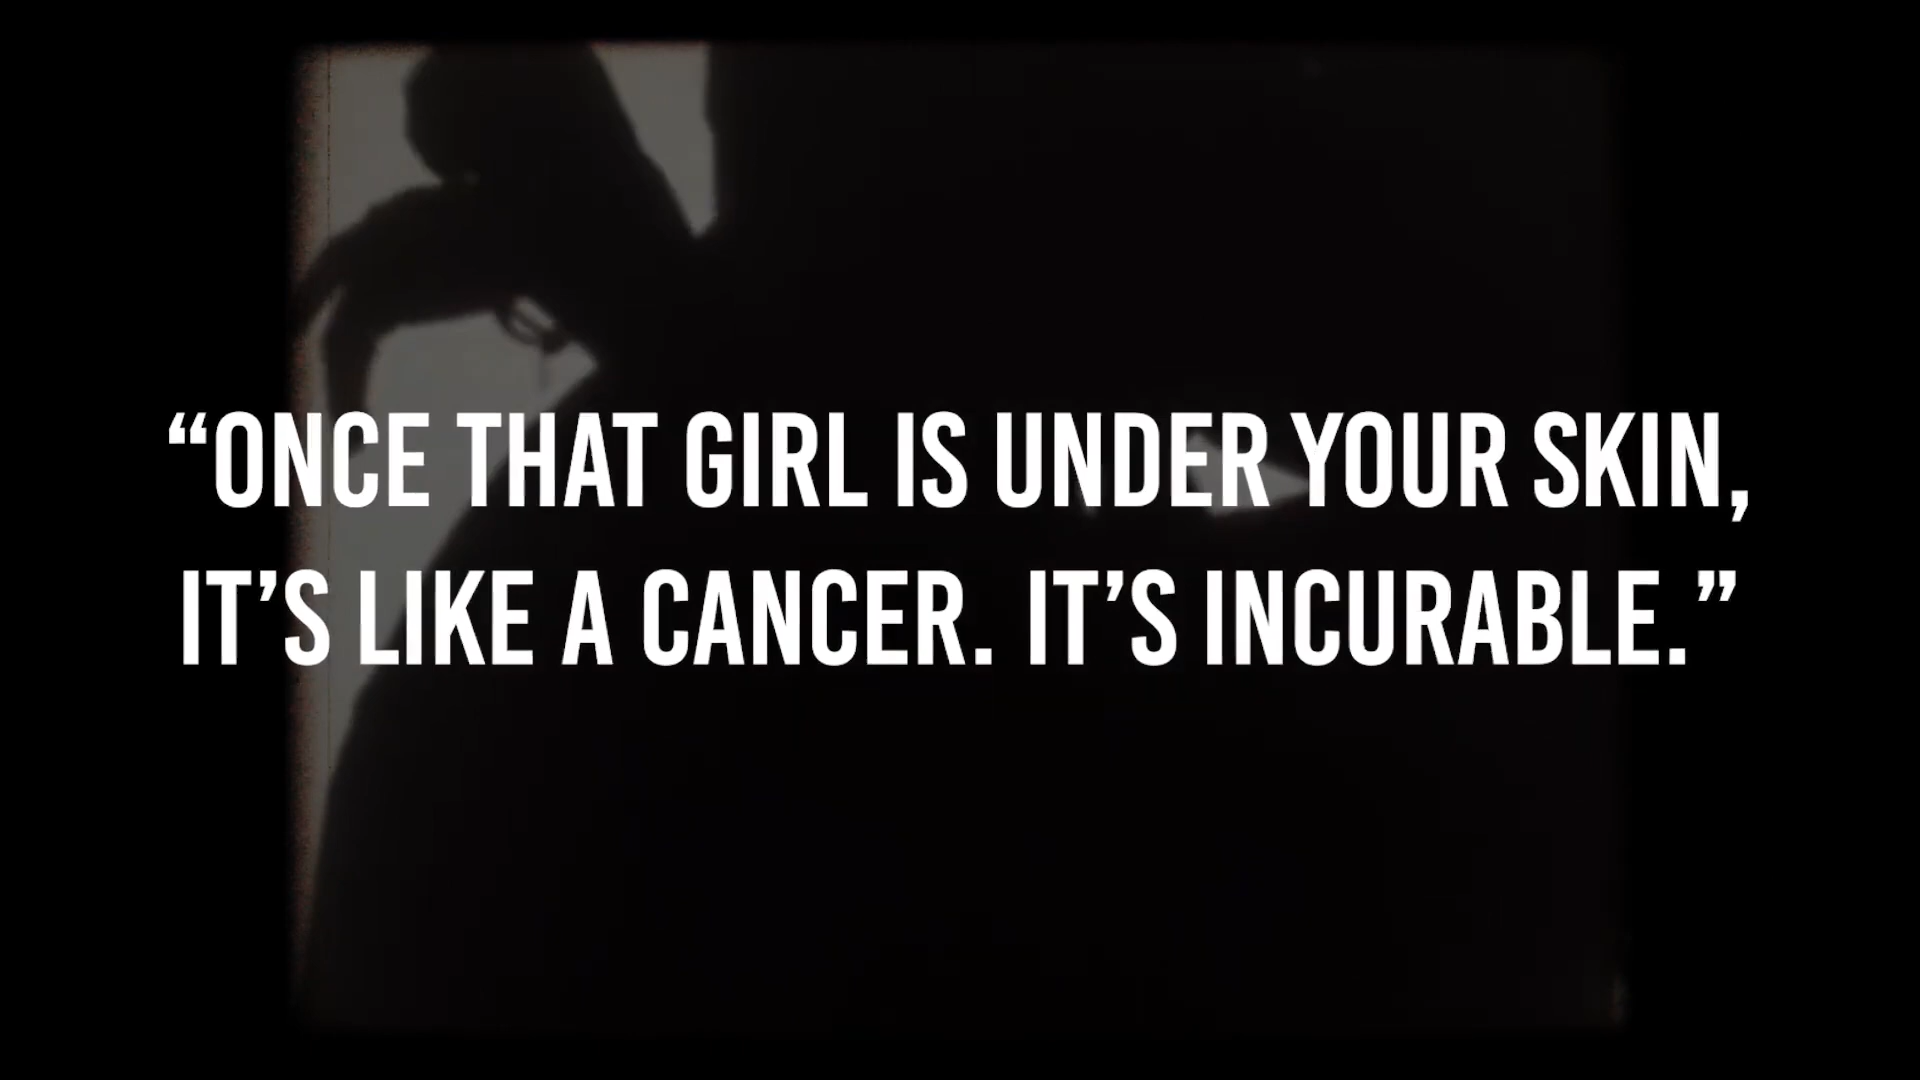 “ONCE THAT GIRL IS UNDER YOUR SKIN,
IT’S LIKE A CANCER. IT’S INCURABLE.”